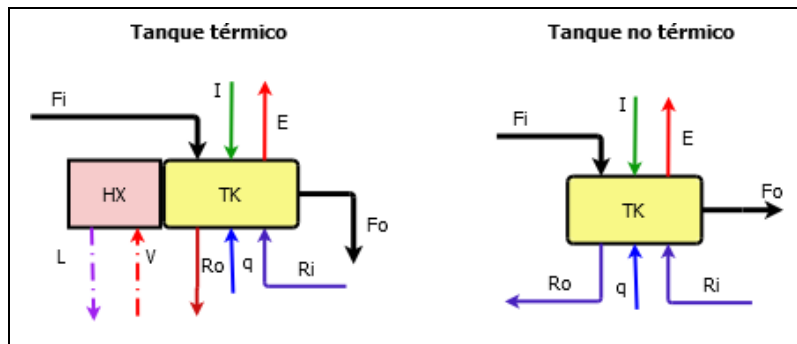 Tanque térmico
Fi
I
E
HX
TK
Fo
L
V
Ro
q
Ri
Tanque no térmico
Fi
I
E
TK
Fo
Ro
q
Ri